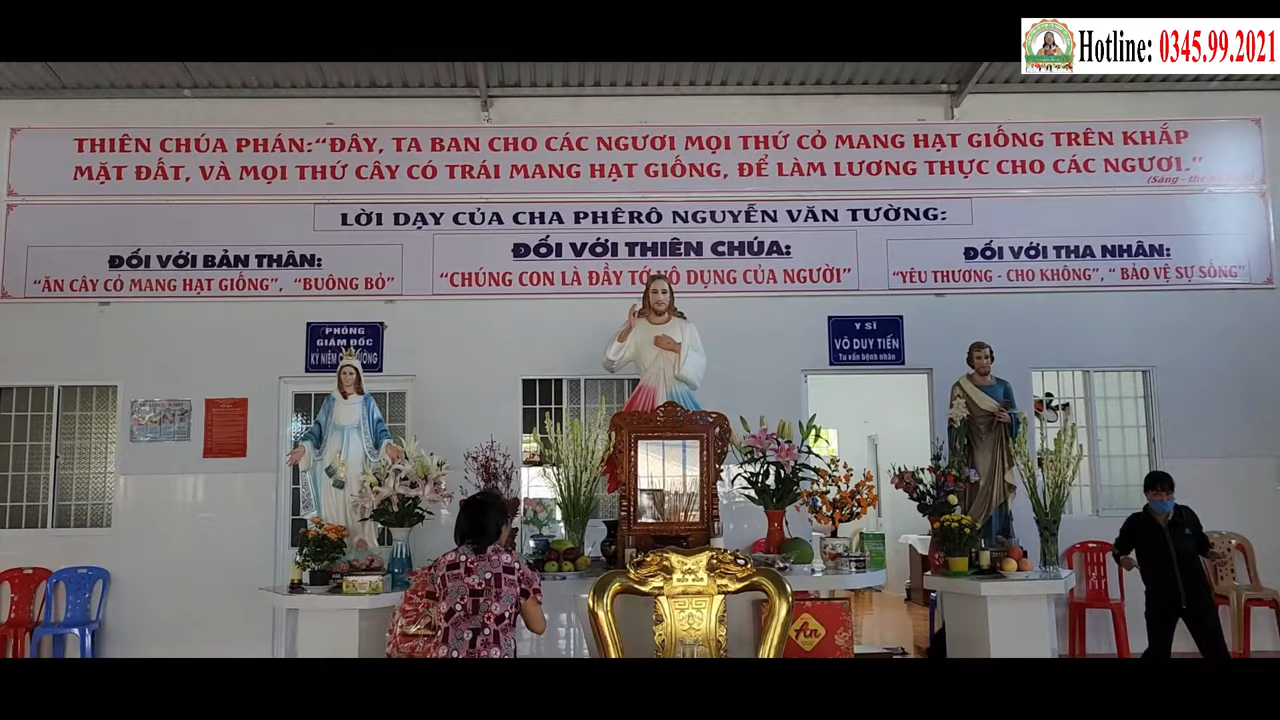 Hotline: 0345.99.2021
THIÊN CHÚA PHÁN:“ĐÂY, TA BAN CHO CÁC NGƯƠI MỌI THỨ CỎ MANG HẠT GIỐNG TRÊN KHẮP
MẶT ĐẤT, VÀ MỌI THỨ CÂY CÓ TRÁI MANG HẠT GIỐNG, ĐỂ LÀM LƯƠNG THỰC CHO CÁC NGƯƠI.”
LỜI DẠY CỦA CHA PHÊRÔ NGUYỄN VĂN TƯỜNG:
ĐỐI VỚI BẢN THÂN:
“ĂN CÂY CỎ MANG HẠT GIỐNG”, “BUÔNG BỎ”
ĐỐI VỚI THIÊN CHÚA:
“CHÚNG CON LÀ ĐẦY TỚ VÔ DỤNG CỦA NGƯỜI”
ĐỐI VỚI THA NHÂN:
“YÊU THƯƠNG - CHO KHÔNG”, “ BẢO VỆ SỰ SỐNG”
PHÒNG
GIÁM ĐỐC
KỶ NIỆM
Y SĨ
VÕ DUY TIẾN
Tư vấn bệnh nhân
An